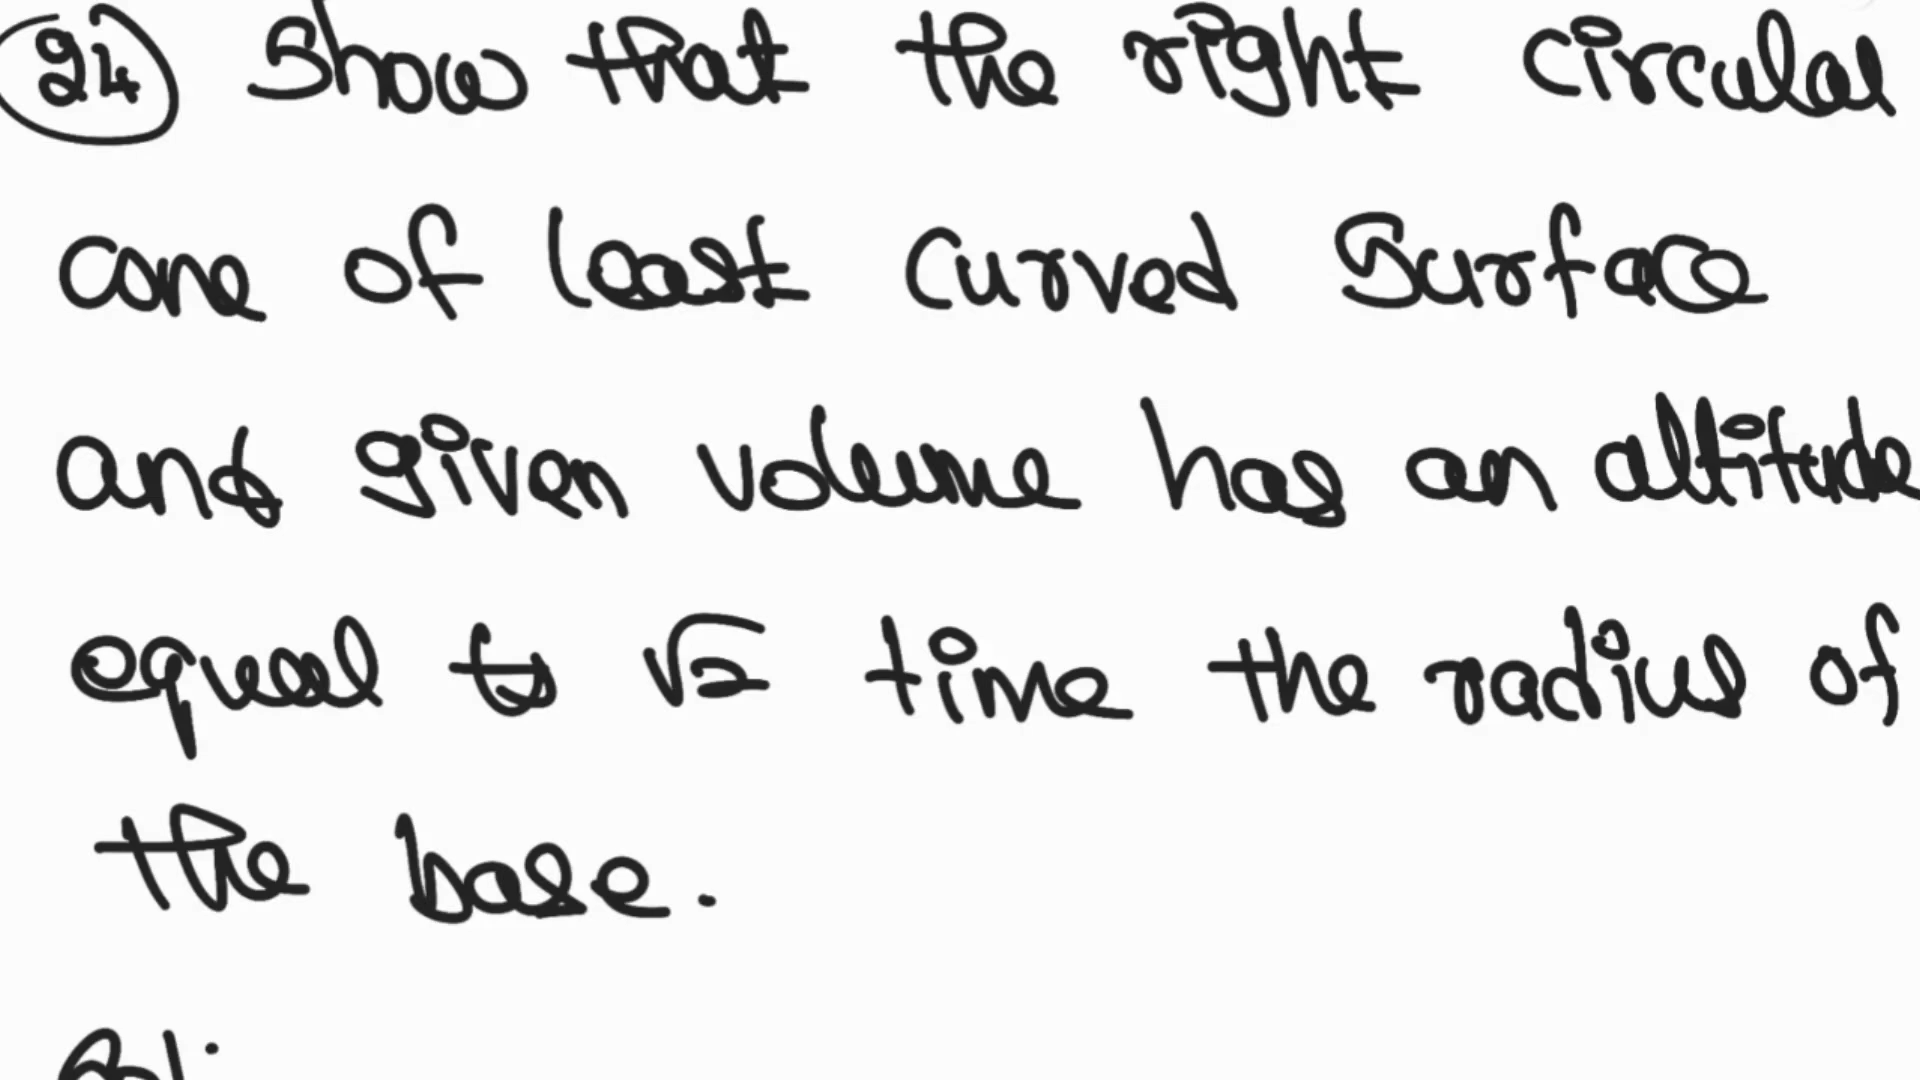 24 Show that the right circular
cone of least curved Surface
and given volume has an altitude
equal to √2 time the radius of
the base.